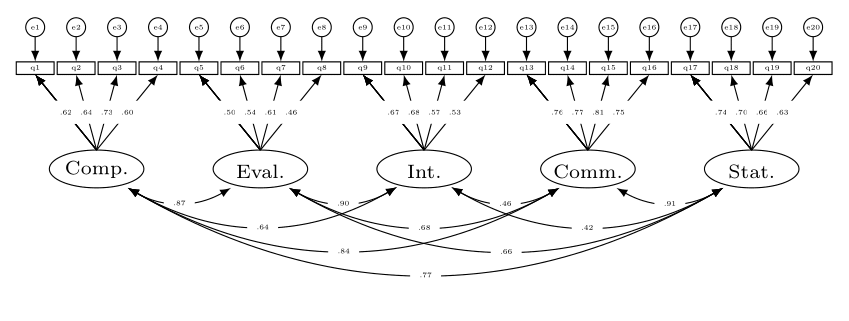 e1 e2 e3 e4 e5 e6 e7 e8 e9 e10 e11 e12 e13 e14 e15 e16 e17 e18 e19 e20
q1 q2 q3 q4 q5 q6 q7 q8 q9 q10 q11 q12 q13 q14 q15 q16 q17 q18 q19 q20
.62 .64 .73 .60 .50 .54 .61 .46 .67 .68 .57 .53 .76 .77 .81 .75 .74 .70 .66 .63
Comp. Eval. Int. Comm. Stat.
.87 .90 .46 .91
.64 .68 .42
.84 .66
.77